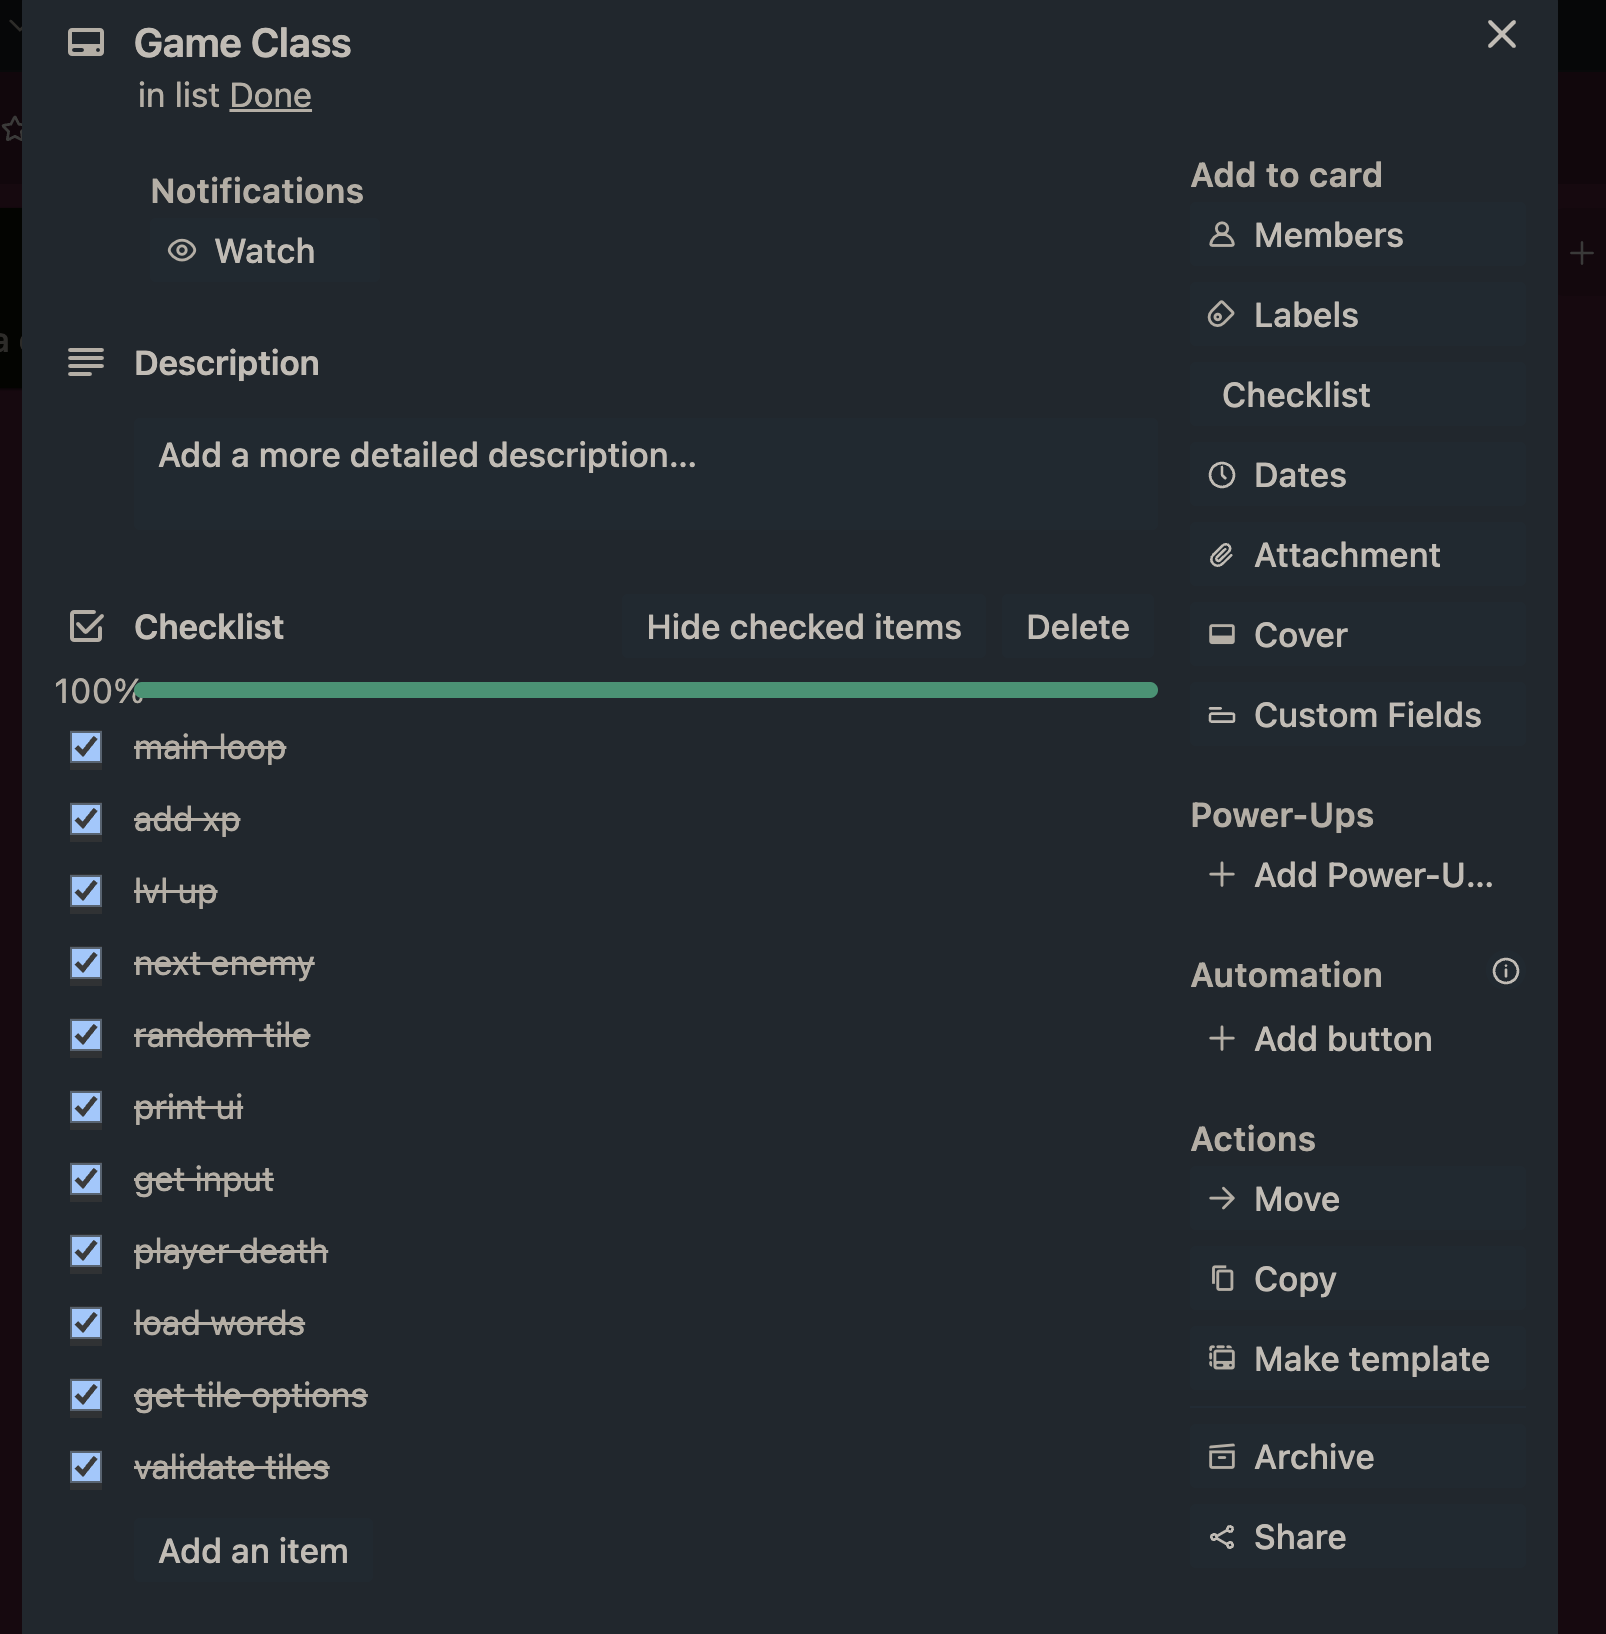 Game Class
in list Done
Notifications
Watch
Description
Add a more detailed description...
Checklist
Hide checked items
Delete
100%
main loop
add xp
lvl up
next enemy
random tile
print ui
get input
player death
load words
get tile options
validate tiles
Add an item
Add to card
Members
Labels
Checklist
Dates
Attachment
Cover
Custom Fields
Power-Ups
Add Power-U...
Automation
Add button
Actions
Move
Copy
Make template
Archive
Share